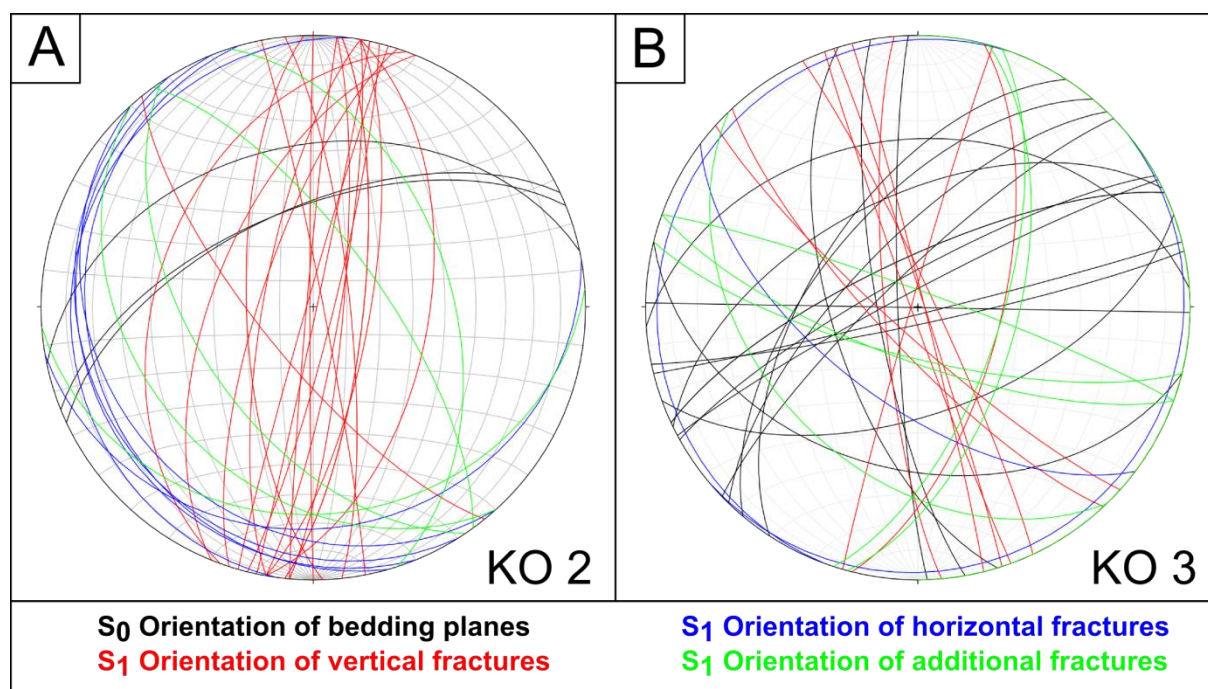 A
B
KO 2
KO 3
S0 Orientation of bedding planes
S1 Orientation of vertical fractures
S1 Orientation of horizontal fractures
S1 Orientation of additional fractures